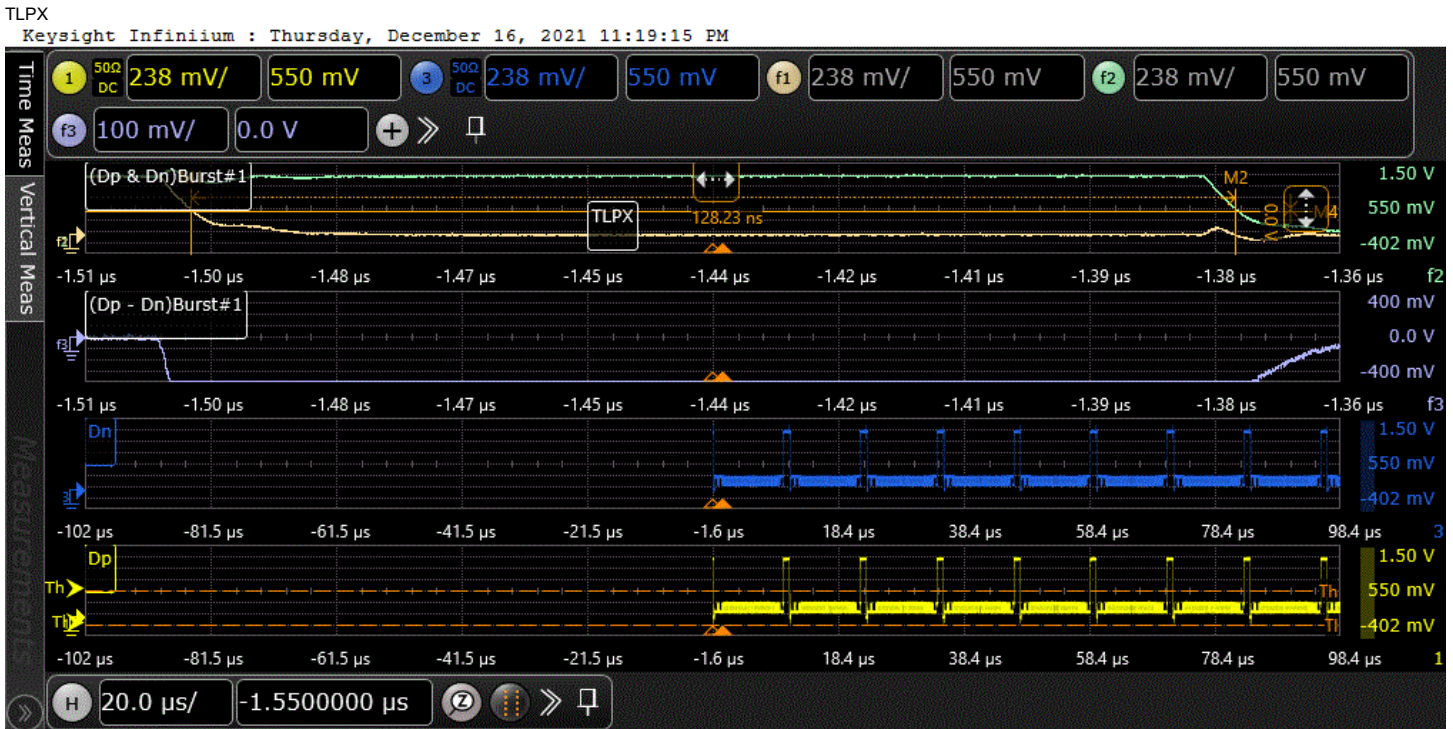 TLPX
Keysight Infiniium : Thursday, December 16, 2021 11:19:15 PM
Time Meas
Vertical Meas
Measurements
1 50Ω DC 238 mV/ 550 mV 3 50Ω DC 238 mV/ 550 mV f1 238 mV/ 550 mV f2 238 mV/ 550 mV
f3 100 mV/ 0.0 V +
(Dp & Dn)Burst#1 M2 1.50 V
TLPX 128.23 ns 0.0 V M4 550 mV
f2 -402 mV
-1.51 µs -1.50 µs -1.48 µs -1.47 µs -1.45 µs -1.44 µs -1.42 µs -1.41 µs -1.39 µs -1.38 µs -1.36 µs f2
(Dp - Dn)Burst#1 400 mV
f3 0.0 V
-400 mV
-1.51 µs -1.50 µs -1.48 µs -1.47 µs -1.45 µs -1.44 µs -1.42 µs -1.41 µs -1.39 µs -1.38 µs -1.36 µs f3
Dn 1.50 V
550 mV
3 -402 mV
-102 µs -81.5 µs -61.5 µs -41.5 µs -21.5 µs -1.6 µs 18.4 µs 38.4 µs 58.4 µs 78.4 µs 98.4 µs 3
Dp 1.50 V
Th Th 550 mV
Tl -402 mV
-102 µs -81.5 µs -61.5 µs -41.5 µs -21.5 µs -1.6 µs 18.4 µs 38.4 µs 58.4 µs 78.4 µs 98.4 µs 1
H 20.0 µs/ -1.5500000 µs Z